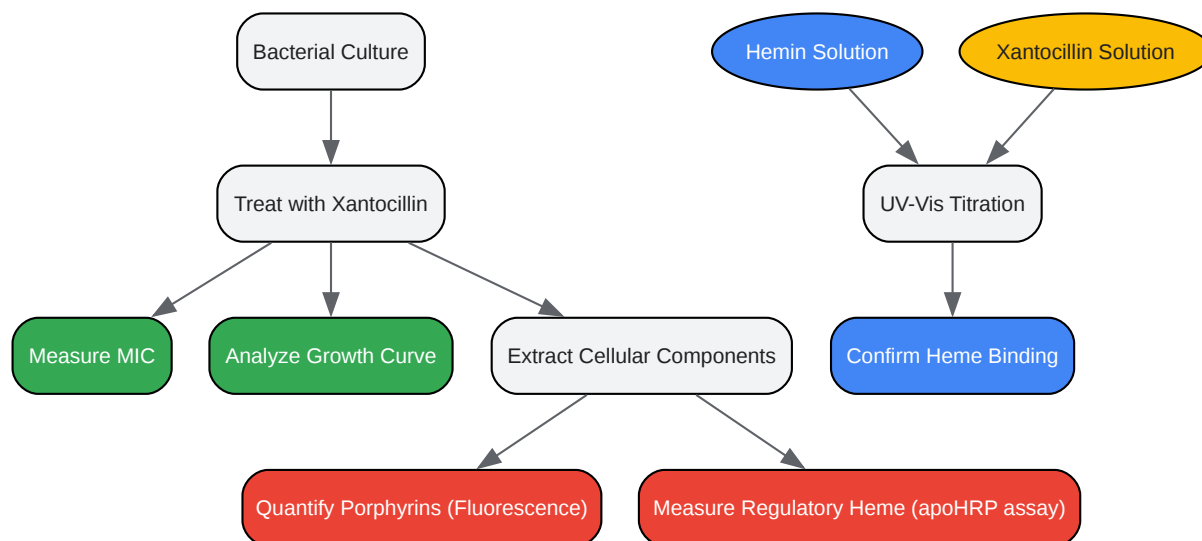 Bacterial Culture
Hemin Solution
Xantocillin Solution
Treat with Xantocillin
UV-Vis Titration
Measure MIC
Analyze Growth Curve
Extract Cellular Components
Confirm Heme Binding
Quantify Porphyrins (Fluorescence)
Measure Regulatory Heme (apoHRP assay)